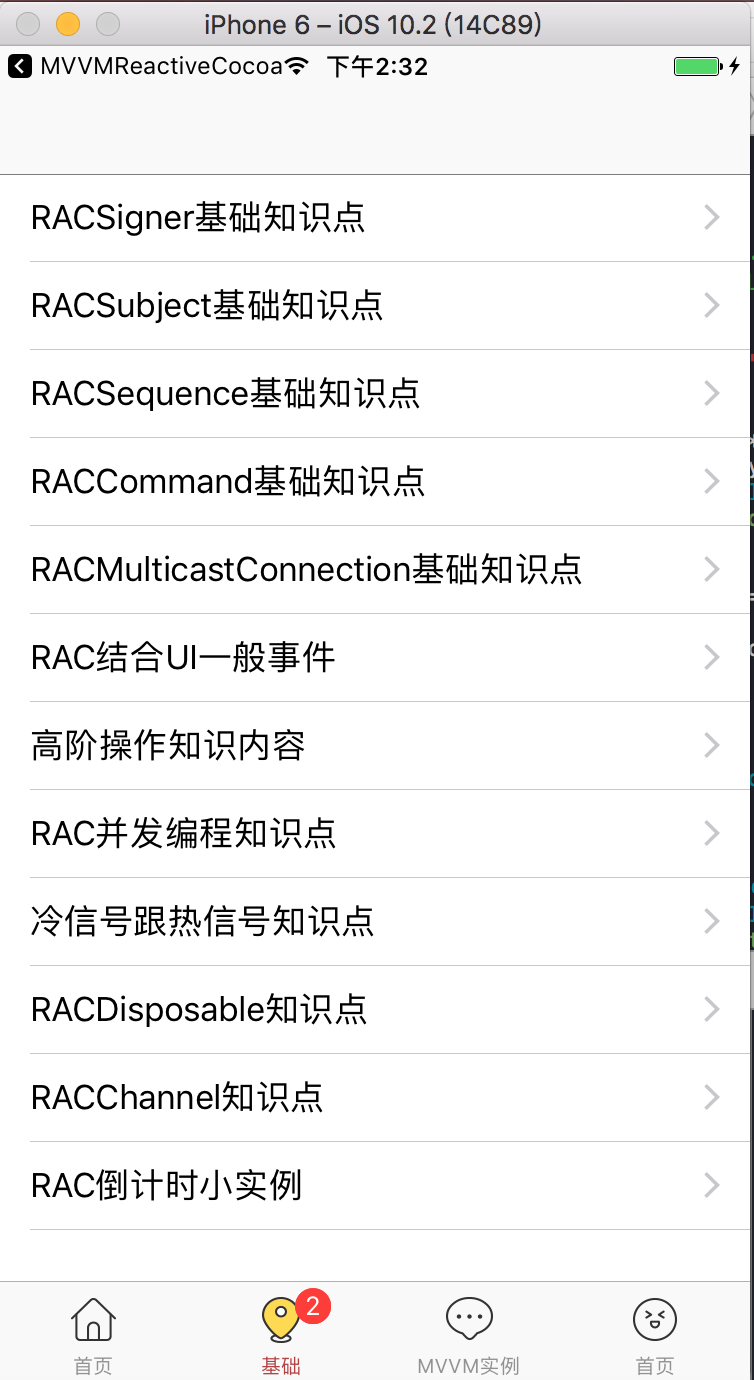 iPhone 6 – iOS 10.2 (14C89)
MVVMReactiveCocoa 下午2:32
RACSigner基础知识点
RACSubject基础知识点
RACSequence基础知识点
RACCommand基础知识点
RACMulticastConnection基础知识点
RAC结合UI一般事件
高阶操作知识内容
RAC并发编程知识点
冷信号跟热信号知识点
RACDisposable知识点
RACChannel知识点
RAC倒计时小实例
2
首页 基础 MVVM实例 首页